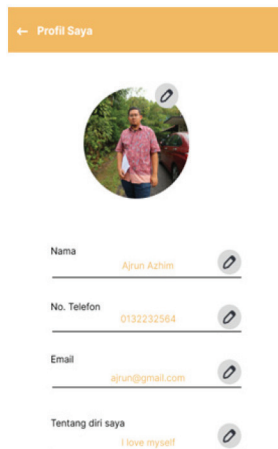 Profil Saya
Nama
Ajrun Azhim
No. Telefon
0132232564
Email
ajrun@gmail.com
Tentang diri saya
I love myself